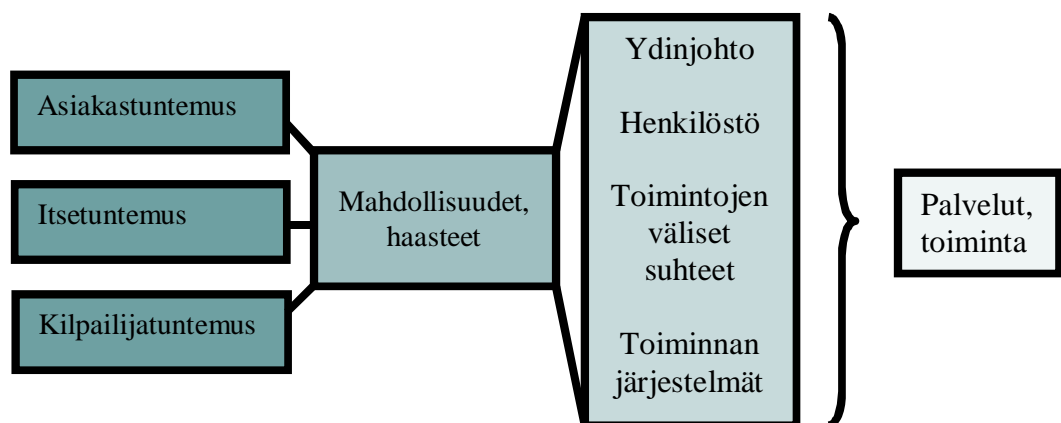 Asiakastuntemus
Itsetuntemus
Kilpailijatuntemus
Mahdollisuudet,
haasteet
Ydinjohto
Henkilöstö
Toimintojen
väliset
suhteet
Toiminnan
järjestelmät
Palvelut,
toiminta